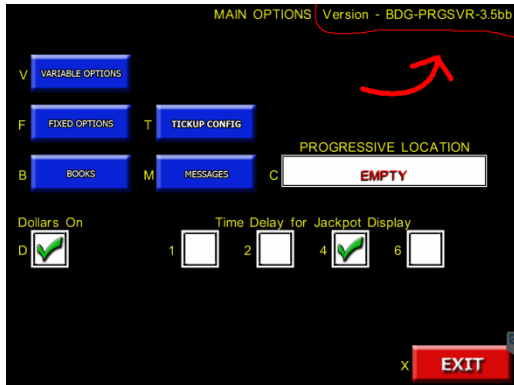 MAIN OPTIONS Version - BDG-PRGSVR-3.5bb
V VARIABLE OPTIONS
F FIXED OPTIONS T TICKUP CONFIG
PROGRESSIVE LOCATION
B BOOKS M MESSAGES C EMPTY
Dollars On Time Delay for Jackpot Display
D 1 2 4 6
X EXIT